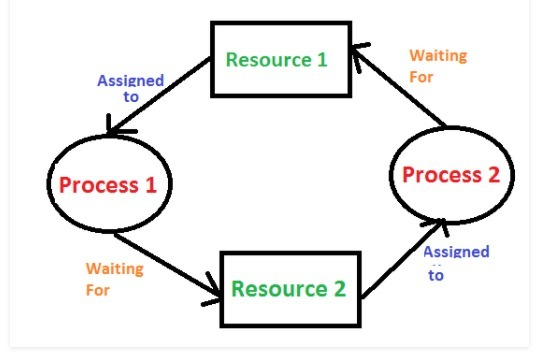 Resource 1
Waiting
For
Assigned
to
Process 1
Process 2
Waiting
For
Resource 2
Assigned
to